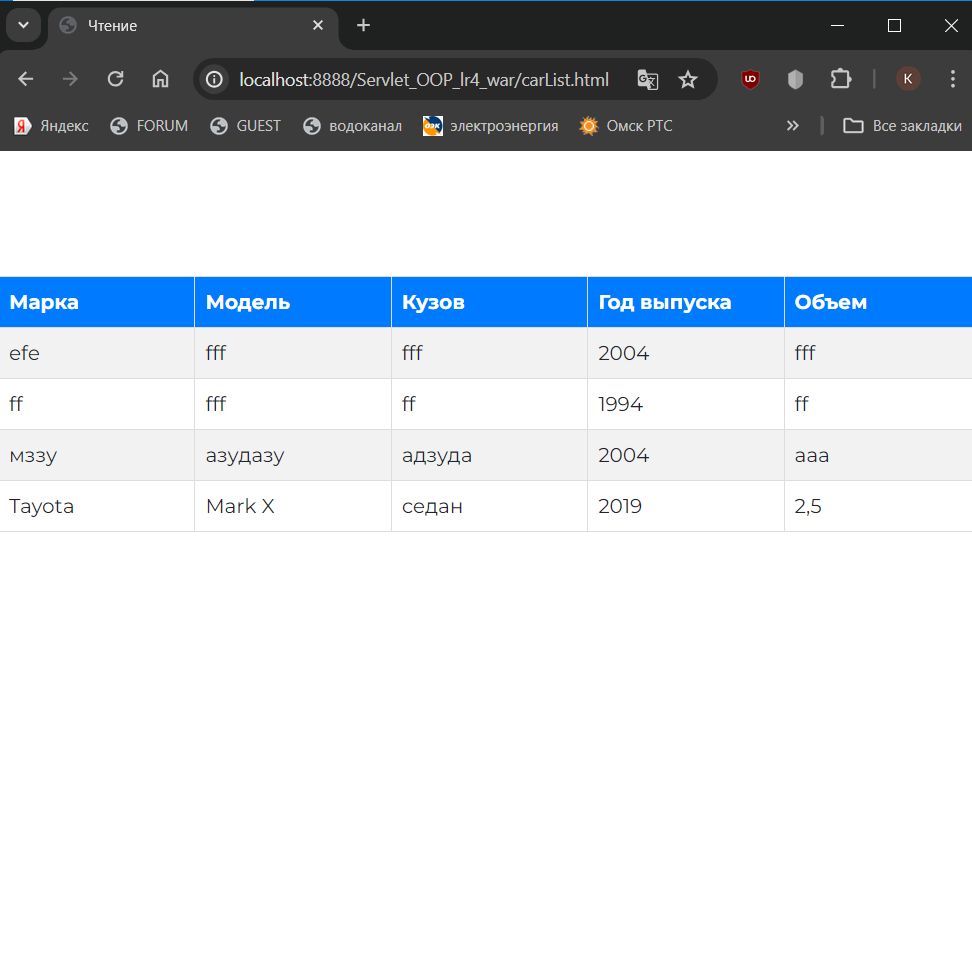 Чтение
localhost:8888/Servlet_OOP_lr4_war/carList.html
K
Яндекс FORUM GUEST водоканал электроэнергия Омск РТС » Все закладки
Марка Модель Кузов Год выпуска Объем
efe fff fff 2004 fff
ff fff ff 1994 ff
мззу азудазу адзуда 2004 ааа
Tayota Mark X седан 2019 2,5